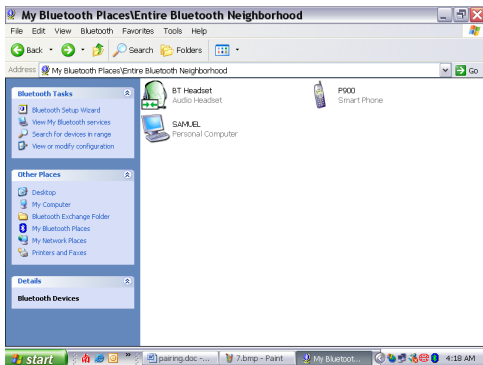 My Bluetooth Places\Entire Bluetooth Neighborhood
File Edit View Bluetooth Favorites Tools Help
Back Search Folders
Address My Bluetooth Places\Entire Bluetooth Neighborhood Go
Bluetooth Tasks
Bluetooth Setup Wizard
View My Bluetooth services
Search for devices in range
View or modify configuration
Other Places
Desktop
My Computer
Bluetooth Exchange Folder
My Bluetooth Places
My Network Places
Printers and Faxes
Details
Bluetooth Devices
BT Headset
Audio Headset
P900
Smart Phone
SAMUEL
Personal Computer
start pairing.doc -... 7.bmp - Paint My Bluetoot... 4:18 AM